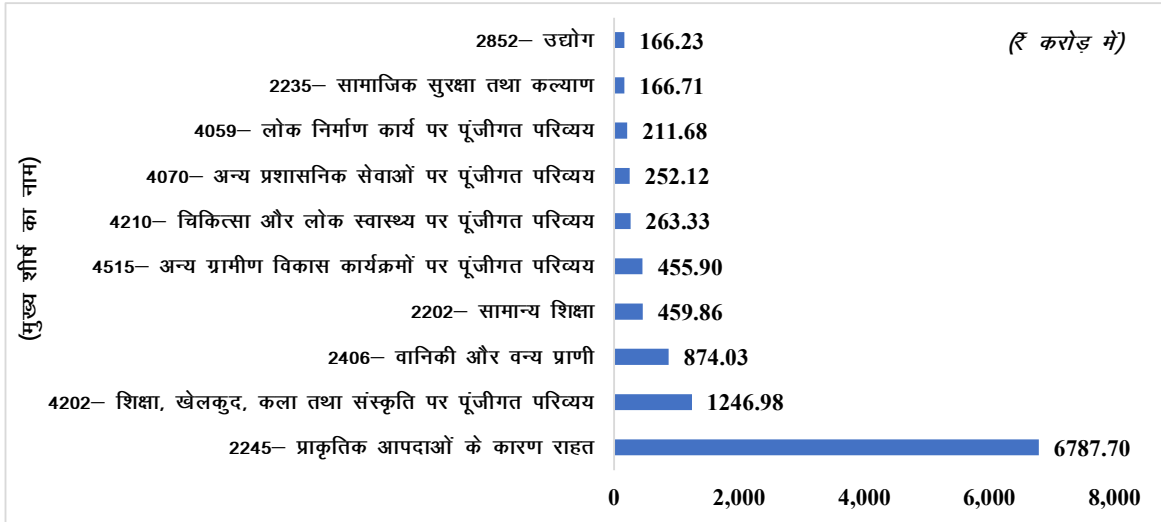 2852– उद्योग 166.23 (₹ करोड़ में)
2235– सामाजिक सुरक्षा तथा कल्याण 166.71
4059– लोक निर्माण कार्य पर पूंजीगत परिव्यय 211.68
4070– अन्य प्रशासनिक सेवाओं पर पूंजीगत परिव्यय 252.12
4210– चिकित्सा और लोक स्वास्थ्य पर पूंजीगत परिव्यय 263.33
4515– अन्य ग्रामीण विकास कार्यक्रमों पर पूंजीगत परिव्यय 455.90
2202– सामान्य शिक्षा 459.86
2406– वानिकी और वन्य प्राणी 874.03
4202– शिक्षा, खेलकुद, कला तथा संस्कृति पर पूंजीगत परिव्यय 1246.98
2245– प्राकृतिक आपदाओं के कारण राहत 6787.70
0 2,000 4,000 6,000 8,000
(मुख्य शीर्ष का नाम)